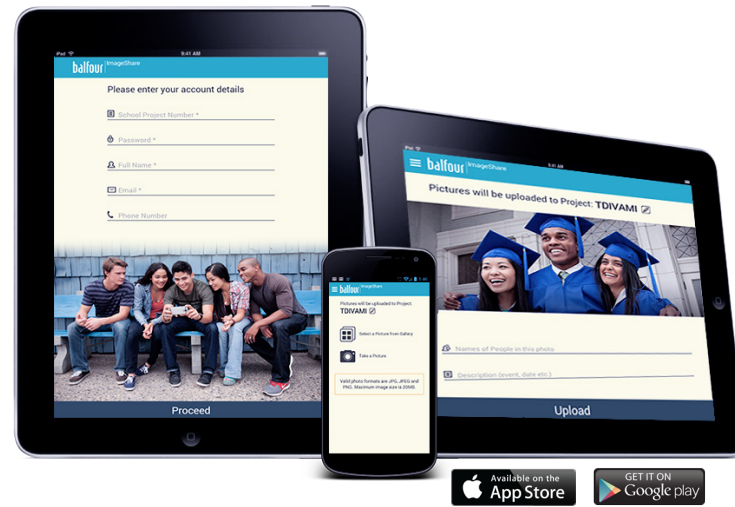 iPad
9:41 AM
balfour ImageShare
Please enter your account details
School Project Number *
Password *
Full Name *
Email *
Phone Number
Proceed
iPad
9:41 AM
balfour ImageShare
Pictures will be uploaded to Project: TDIVAMI
Names of People in this photo
Description (event, date etc)
Upload
balfour ImageShare
Pictures will be uploaded to Project
TDIVAMI
Select a Picture from Gallery
Take a Picture
Valid photo formats are JPG, JPEG and
PNG. Maximum image size is 20MB.
Available on the
App Store
GET IT ON
Google play